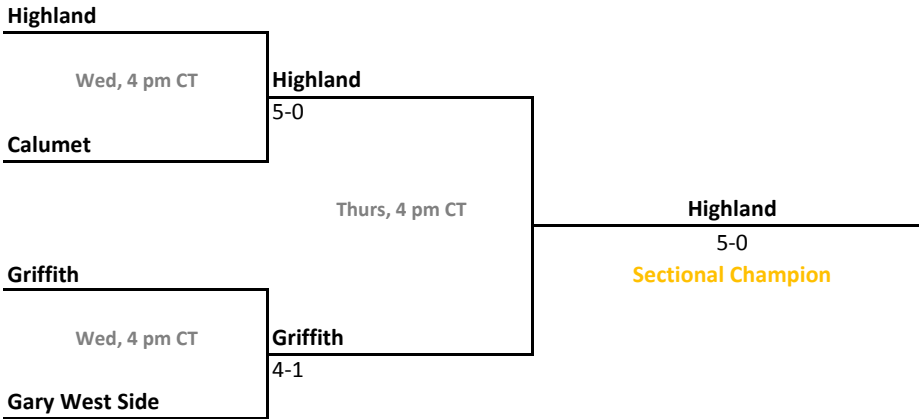 Highland
Wed, 4 pm CT
Highland
5-0
Calumet
Thurs, 4 pm CT
Highland
5-0
Sectional Champion
Griffith
Wed, 4 pm CT
Griffith
4-1
Gary West Side